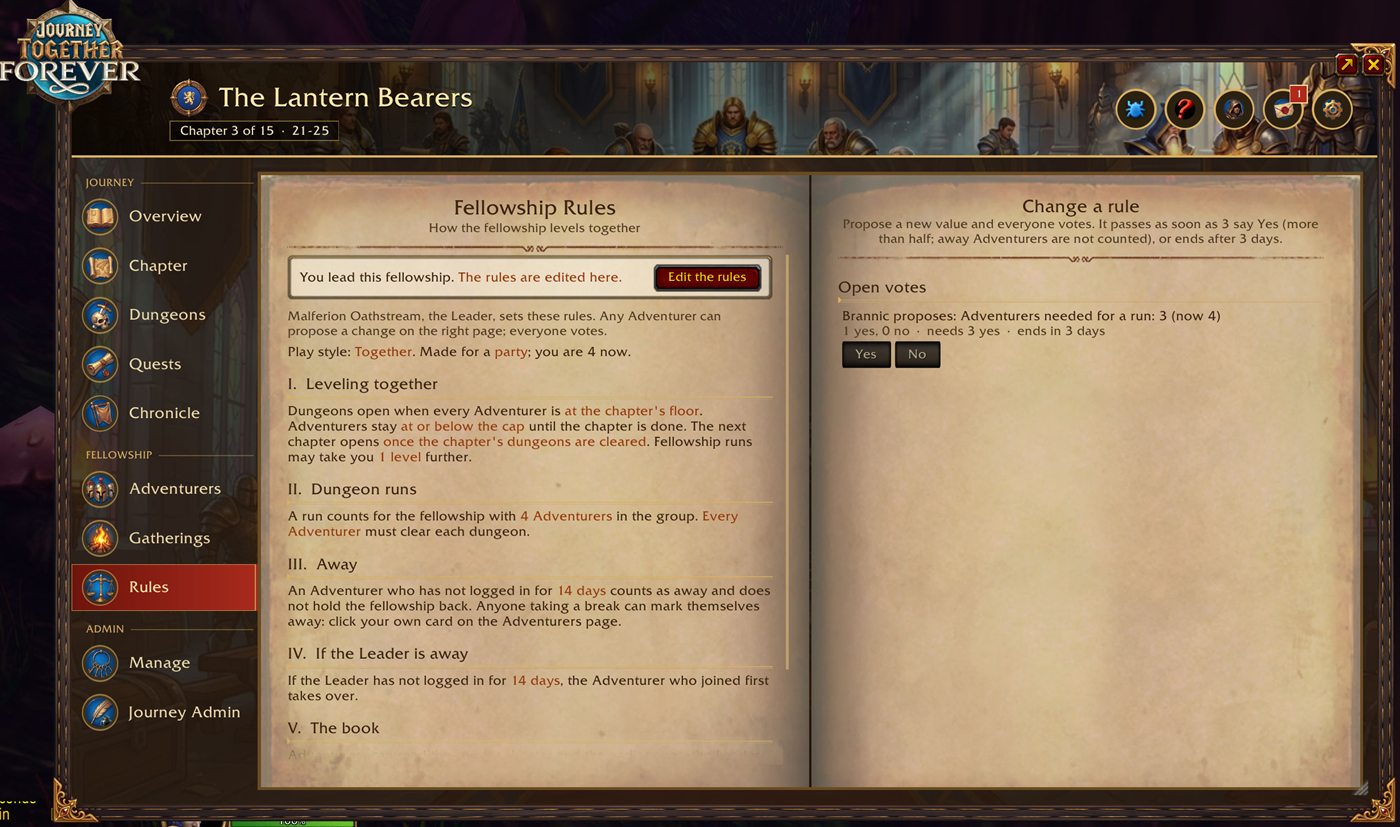 JOURNEY
TOGETHER
FOREVER
The Lantern Bearers
Chapter 3 of 15 · 21-25
1
JOURNEY
Overview
Chapter
Dungeons
Quests
Chronicle
FELLOWSHIP
Adventurers
Gatherings
Rules
ADMIN
Manage
Journey Admin
Fellowship Rules
How the fellowship levels together
You lead this fellowship. The rules are edited here.
Edit the rules
Malferion Oathstream, the Leader, sets these rules. Any Adventurer can
propose a change on the right page; everyone votes.
Play style: Together. Made for a party; you are 4 now.
I. Leveling together
Dungeons open when every Adventurer is at the chapter's floor.
Adventurers stay at or below the cap until the chapter is done. The next
chapter opens once the chapter's dungeons are cleared. Fellowship runs
may take you 1 level further.
II. Dungeon runs
A run counts for the fellowship with 4 Adventurers in the group. Every
Adventurer must clear each dungeon.
III. Away
An Adventurer who has not logged in for 14 days counts as away and does
not hold the fellowship back. Anyone taking a break can mark themselves
away: click your own card on the Adventurers page.
IV. If the Leader is away
If the Leader has not logged in for 14 days, the Adventurer who joined first
takes over.
V. The book
Change a rule
Propose a new value and everyone votes. It passes as soon as 3 say Yes (more
than half; away Adventurers are not counted), or ends after 3 days.
Open votes
Brannic proposes: Adventurers needed for a run: 3 (now 4)
1 yes, 0 no · needs 3 yes · ends in 3 days
Yes
No
in
100%